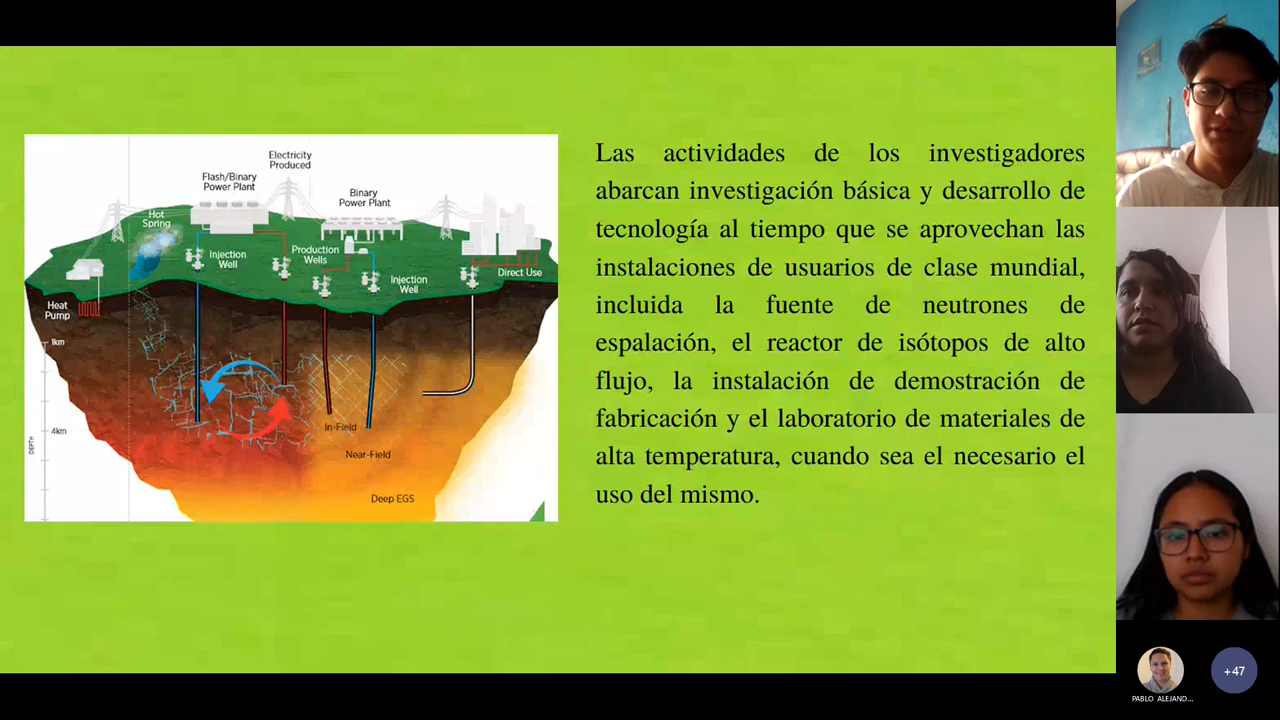 Electricity
Produced
Flash/Binary
Power Plant
Binary
Power Plant
Hot
Spring
Injection
Well
Production
Wells
Injection
Well
Direct Use
Heat
Pump
1km
4km
DEPTH
In-Field
Near-Field
Deep EGS
Las actividades de los investigadores
abarcan investigación básica y desarrollo de
tecnología al tiempo que se aprovechan las
instalaciones de usuarios de clase mundial,
incluida la fuente de neutrones de
espalación, el reactor de isótopos de alto
flujo, la instalación de demostración de
fabricación y el laboratorio de materiales de
alta temperatura, cuando sea el necesario el
uso del mismo.
PABLO ALEJAND...
+47